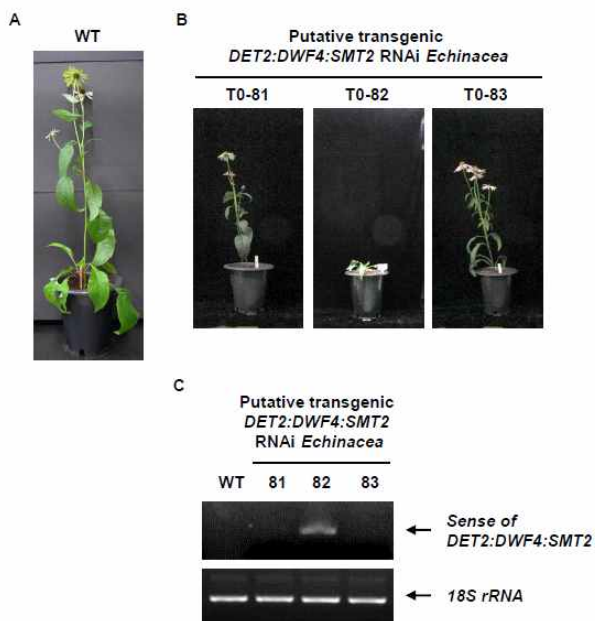 A
WT
B
Putative transgenic
DET2:DWF4:SMT2 RNAi Echinacea
T0-81
T0-82
T0-83
C
Putative transgenic
DET2:DWF4:SMT2
RNAi Echinacea
WT
81
82
83
Sense of
DET2:DWF4:SMT2
18S rRNA